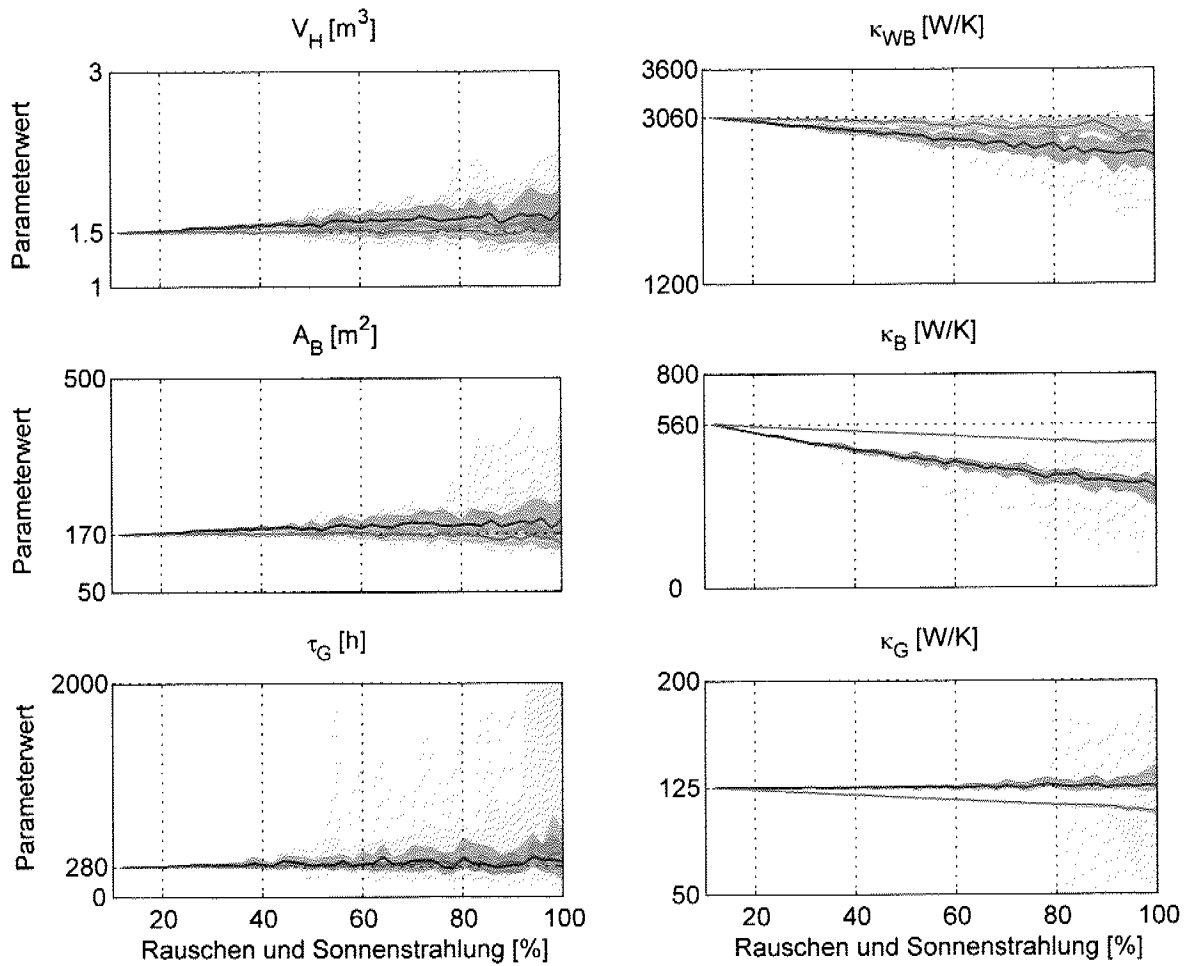 V_H [m³]
κ_WB [W/K]
Parameterwert
3
1.5
1
3600
3060
1200
A_B [m²]
κ_B [W/K]
Parameterwert
500
170
50
800
560
0
τ_G [h]
κ_G [W/K]
Parameterwert
2000
280
0
200
125
50
20 40 60 80 100
20 40 60 80 100
Rauschen und Sonnenstrahlung [%]
Rauschen und Sonnenstrahlung [%]